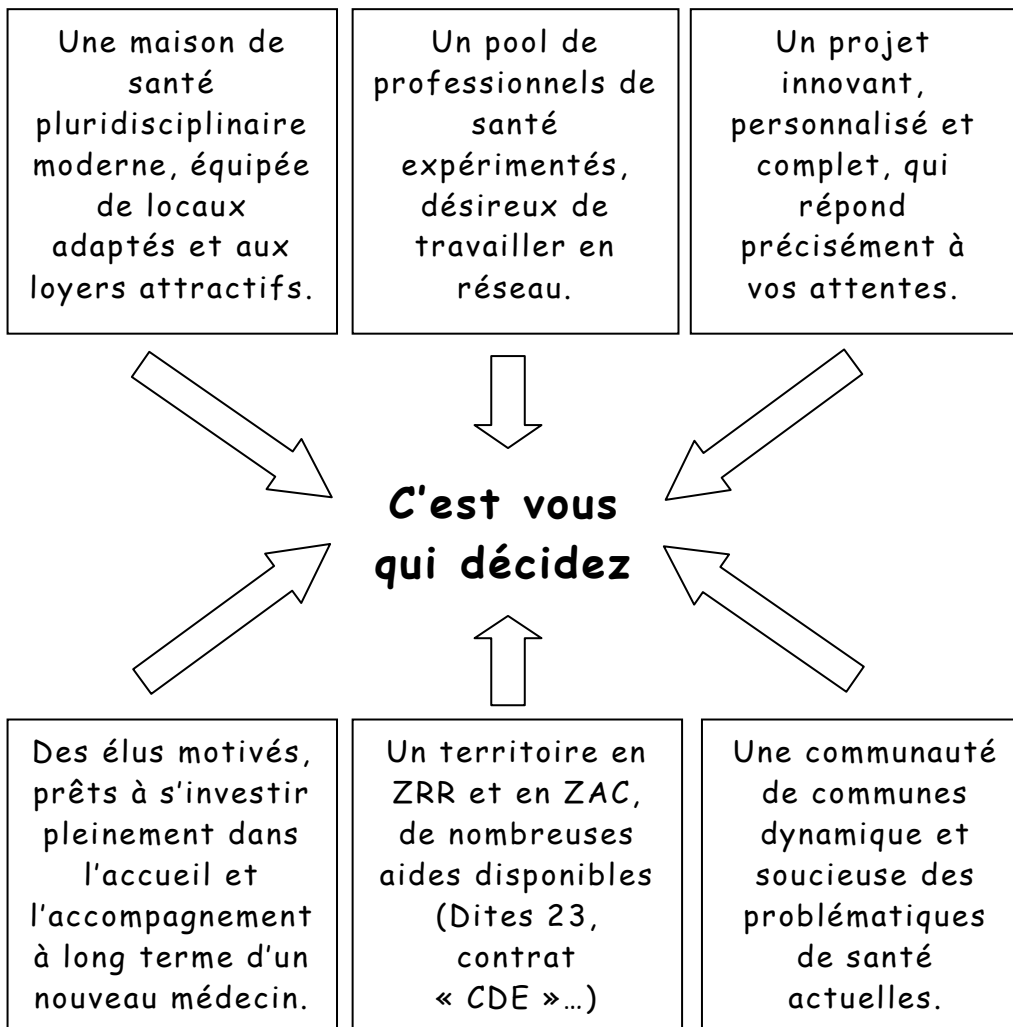 Une maison de
santé
pluridisciplinaire
moderne, équipée
de locaux
adaptés et aux
loyers attractifs.
Un pool de
professionnels de
santé
expérimentés,
désireux de
travailler en
réseau.
Un projet
innovant,
personnalisé et
complet, qui
répond
précisément à
vos attentes.
C'est vous
qui décidez
Des élus motivés,
prêts à s'investir
pleinement dans
l'accueil et
l'accompagnement
à long terme d'un
nouveau médecin.
Un territoire en
ZRR et en ZAC,
de nombreuses
aides disponibles
(Dites 23,
contrat
« CDE »…)
Une communauté
de communes
dynamique et
soucieuse des
problématiques
de santé
actuelles.